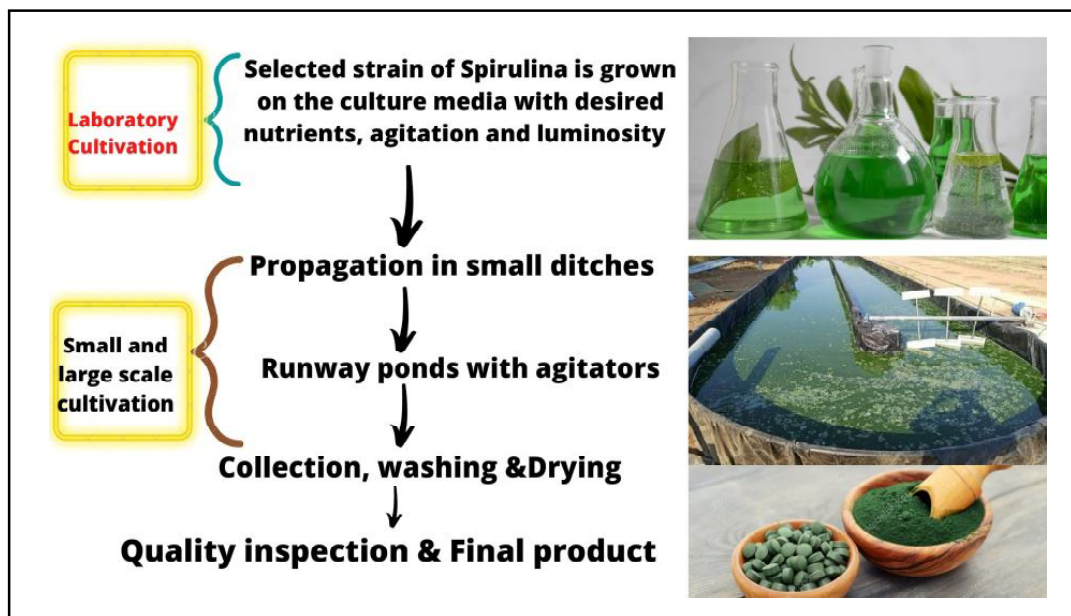 Laboratory
Cultivation
Selected strain of Spirulina is grown
on the culture media with desired
nutrients, agitation and luminosity
Propagation in small ditches
Small and
large scale
cultivation
Runway ponds with agitators
Collection, washing &Drying
Quality inspection & Final product